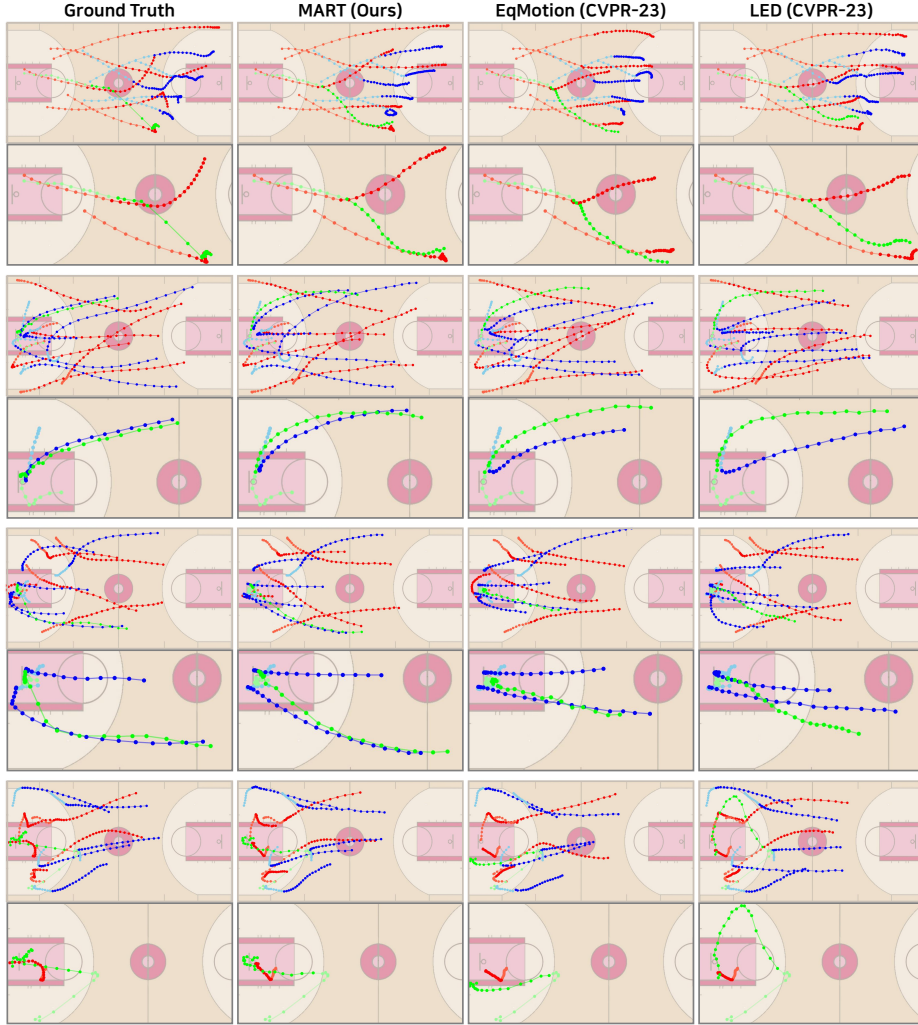 Ground Truth
MART (Ours)
EqMotion (CVPR-23)
LED (CVPR-23)